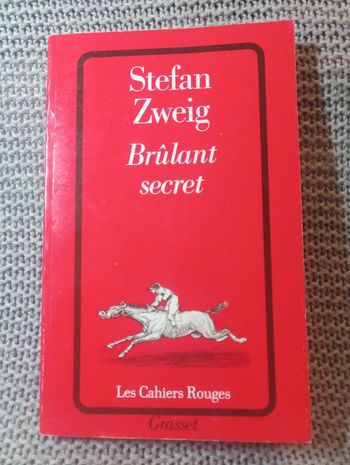 Stefan
Zweig
Brûlant
secret
Les Cahiers Rouges
Grasset